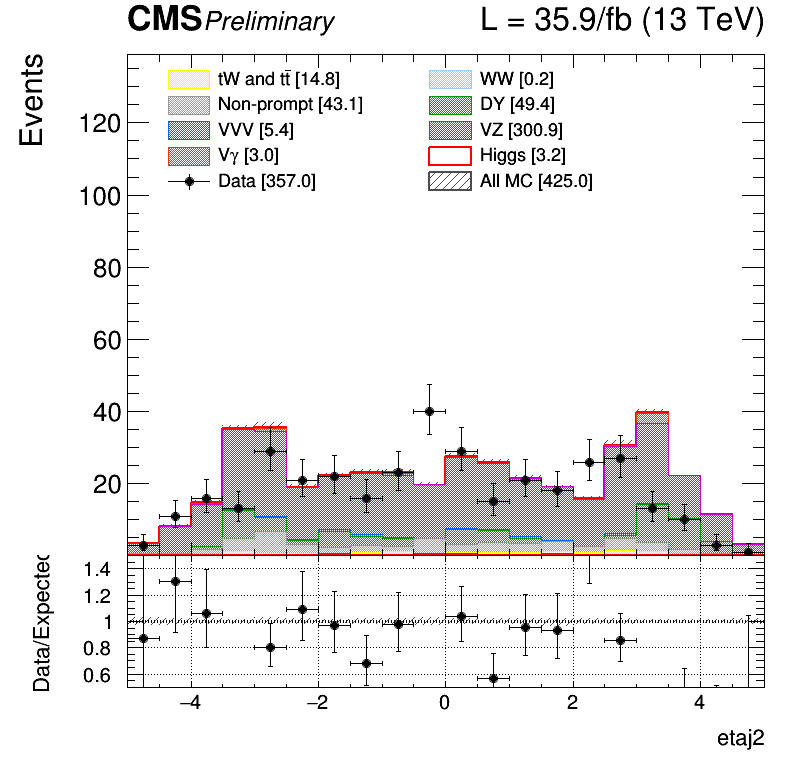 CMS Preliminary L = 35.9/fb (13 TeV)
Events
tW and tt̄ [14.8] WW [0.2]
Non-prompt [43.1] DY [49.4]
VVV [5.4] VZ [300.9]
Vγ [3.0] Higgs [3.2]
Data [357.0] All MC [425.0]
120
100
80
60
40
20
Data/Expected
1.4
1.2
1
0.8
0.6
−4 −2 0 2 4
etaj2